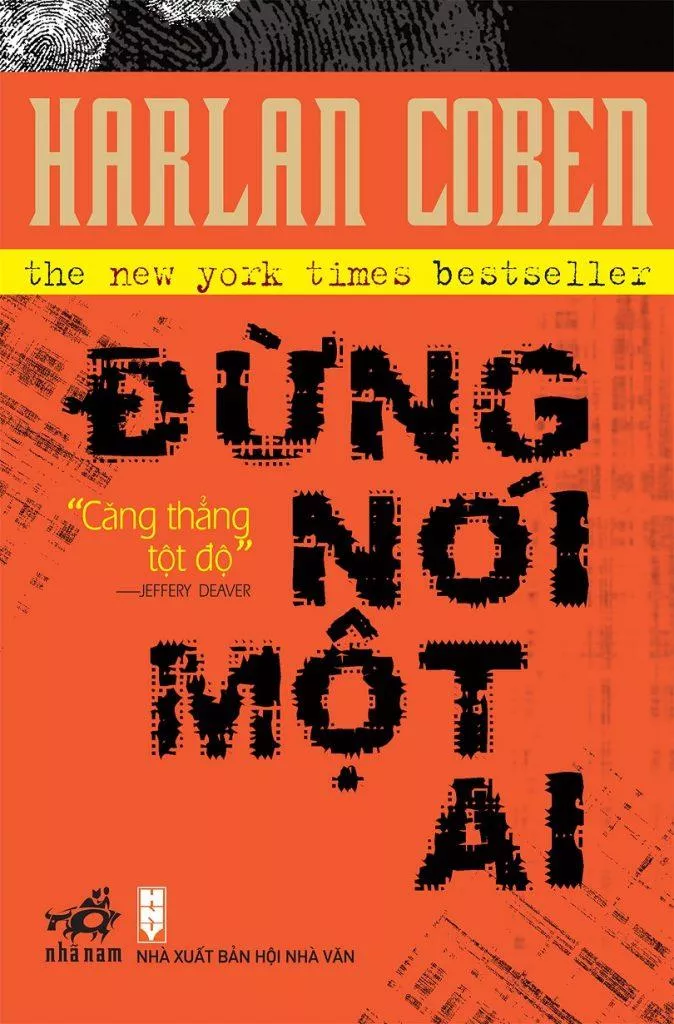 HARLAN COBEN
the new york times bestseller
ĐỪNG
NÓI
MỘT
AI
“Căng thẳng
tột độ”
—JEFFERY DEAVER
nhã nam
HNV
NHÀ XUẤT BẢN HỘI NHÀ VĂN